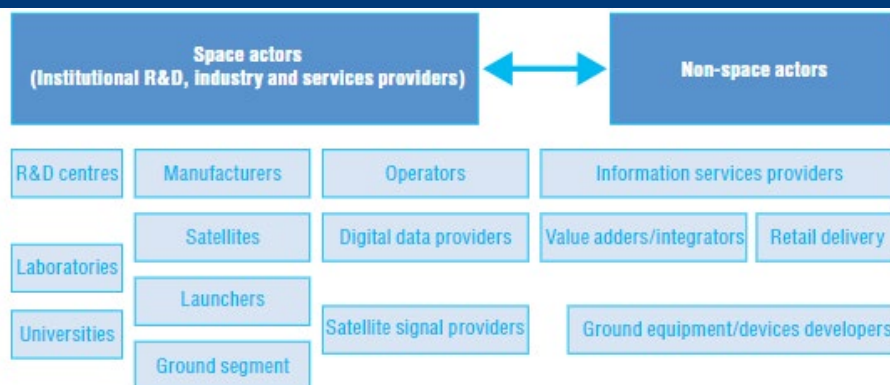 Space actors
(Institutional R&D, industry and services providers)
Non-space actors
R&D centres
Manufacturers
Operators
Information services providers
Satellites
Digital data providers
Value adders/integrators
Retail delivery
Laboratories
Launchers
Universities
Satellite signal providers
Ground equipment/devices developers
Ground segment